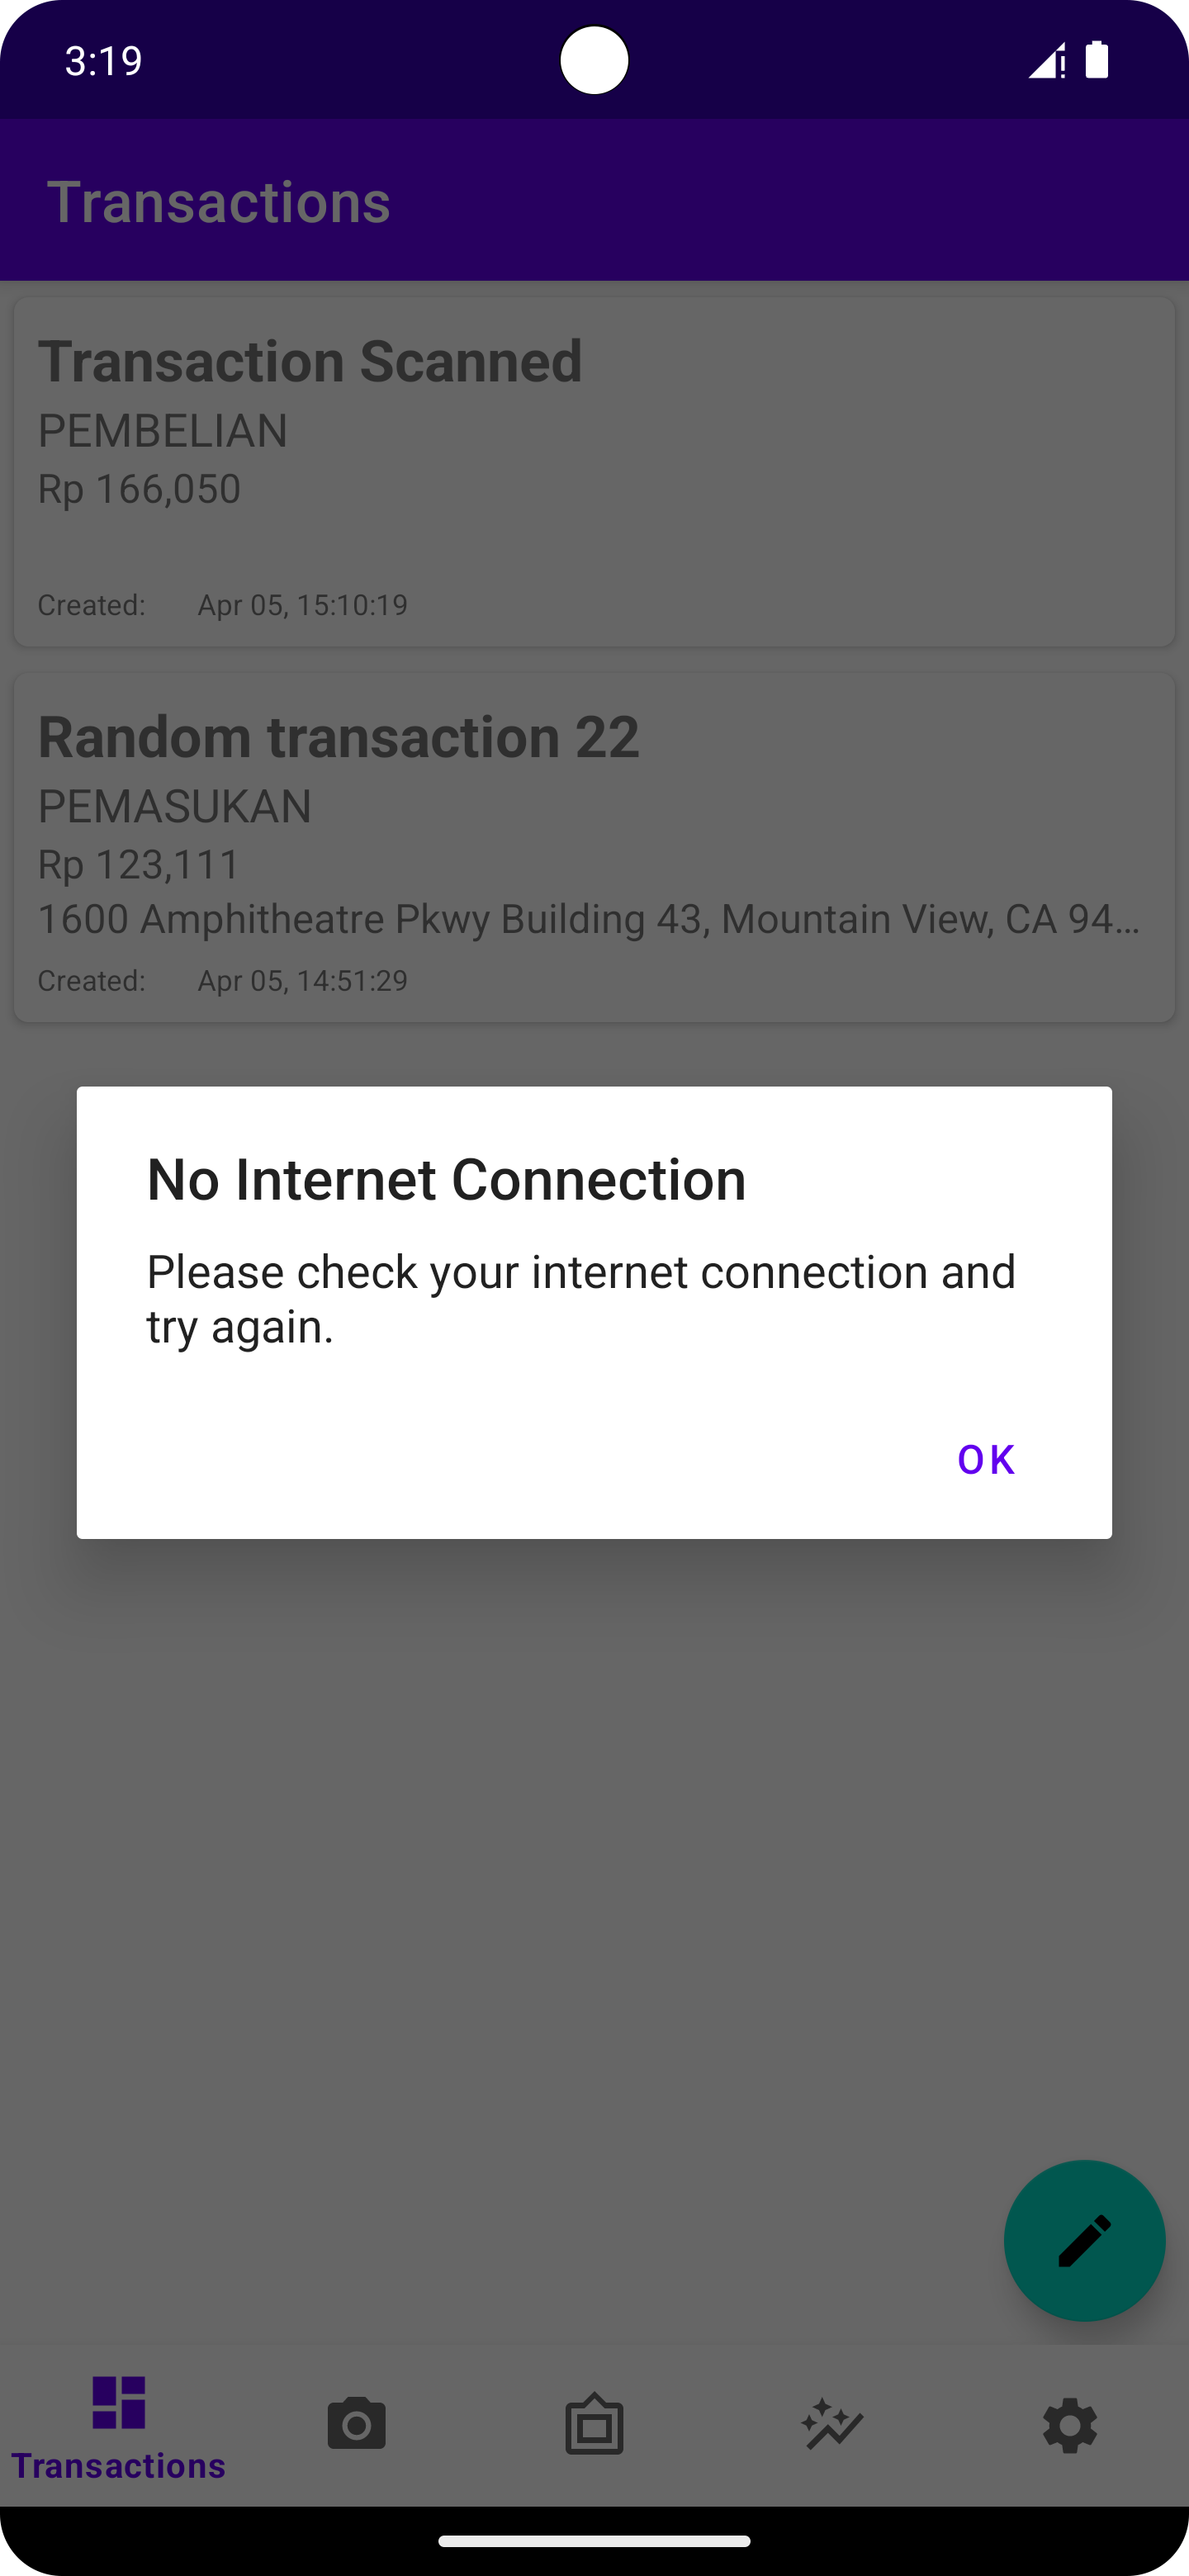 3:19
Transactions
Transaction Scanned
PEMBELIAN
Rp 166,050
Created: Apr 05, 15:10:19
Random transaction 22
PEMASUKAN
Rp 123,111
1600 Amphitheatre Pkwy Building 43, Mountain View, CA 94...
Created: Apr 05, 14:51:29
No Internet Connection
Please check your internet connection and
try again.
OK
Transactions